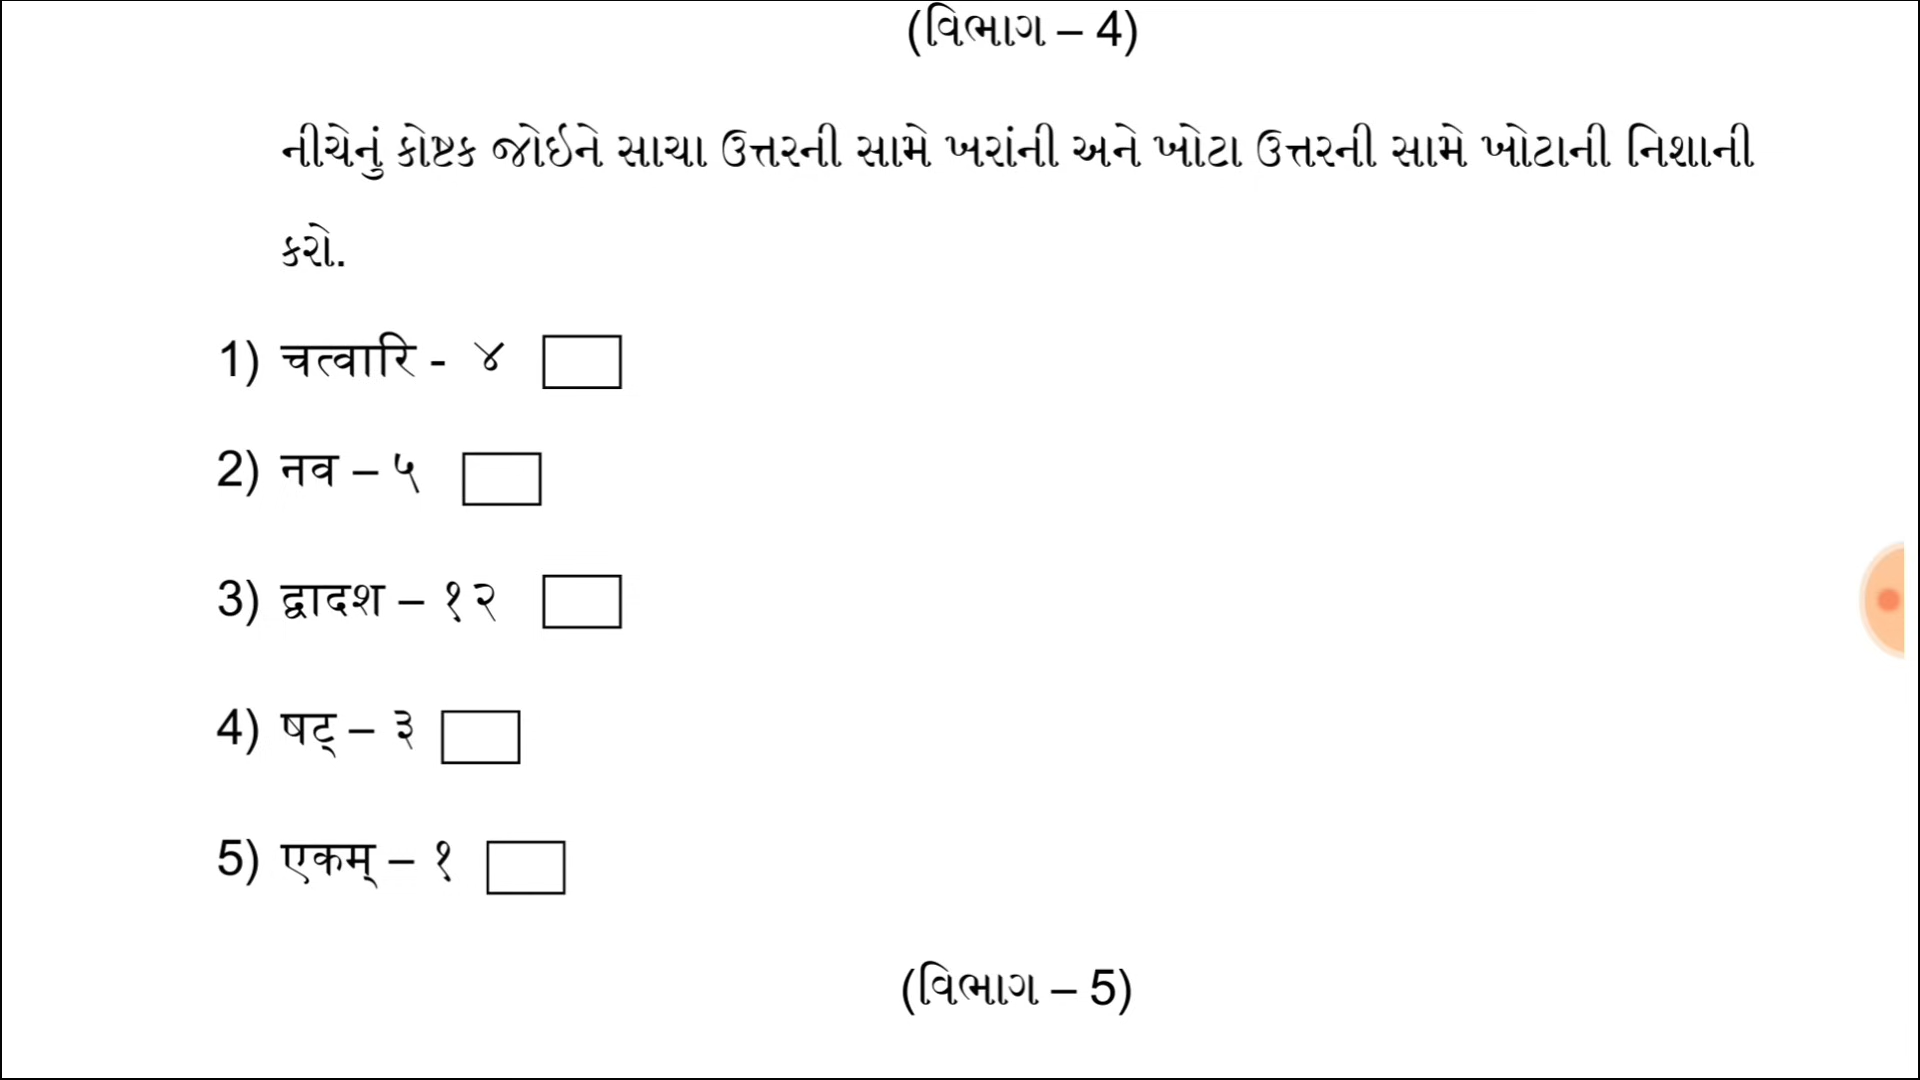 (વિભાગ – 4)
નીચેનું કોષ્ટક જોઈને સાચા ઉત્તરની સામે ખરાંની અને ખોટા ઉત્તરની સામે ખોટાની નિશાની
કરો.
1) चत्वारि - ४
2) नव – ५
3) द्वादश – १२
4) षट् – ३
5) एकम् – १
(વિભાગ – 5)